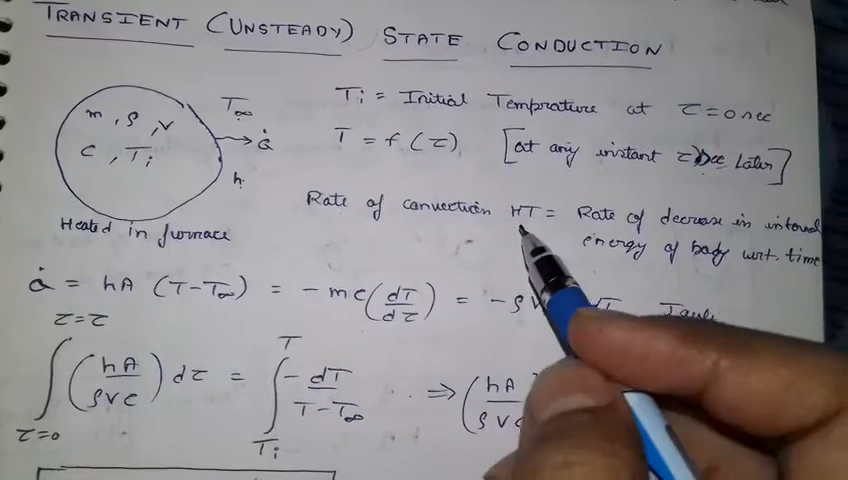 TRANSIENT (UNSTEADY) STATE CONDUCTION
m, ρ, v
c, Ti
T∞
Q̇
h
Heated in furnace
Ti = Initial Temprature at τ=0 sec
T = f(τ) [at any instant τ sec Later]
Rate of convection HT = Rate of decrease in internal
energy of body w.r.t. time
Q̇ = hA (T-T∞) = -mc(dT/dτ) = -ρV
∫τ=0^τ=τ (hA/ρvc) dτ = ∫Ti^T -dT/(T-T∞) .. ⇒ (hA/ρvc